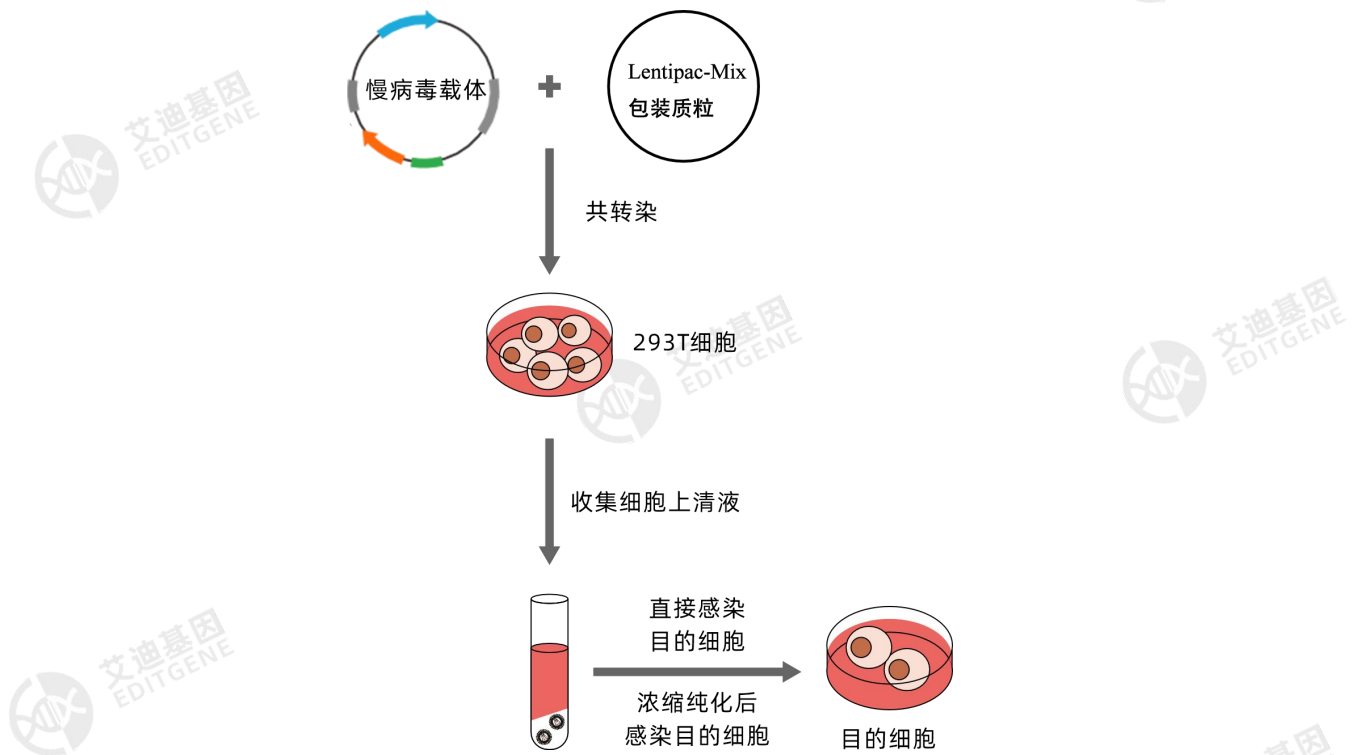 慢病毒载体
Lentipac-Mix
包装质粒
艾迪基因
EDITGENE
共转染
293T细胞
艾迪基因
EDITGENE
艾迪基因
EDITGENE
收集细胞上清液
直接感染
目的细胞
浓缩纯化后
感染目的细胞
目的细胞
艾迪基因
EDITGENE